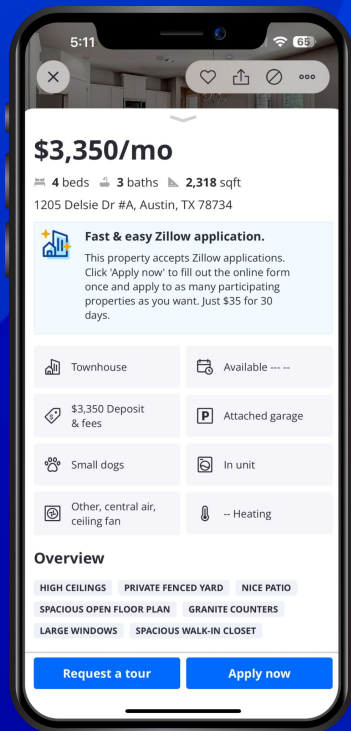 5:11
65
$3,350/mo
4 beds 3 baths 2,318 sqft
1205 Delsie Dr #A, Austin, TX 78734
Fast & easy Zillow application.
This property accepts Zillow applications.
Click 'Apply now' to fill out the online form
once and apply to as many participating
properties as you want. Just $35 for 30
days.
Townhouse
Available --- --
$3,350 Deposit
& fees
P Attached garage
Small dogs
In unit
Other, central air,
ceiling fan
-- Heating
Overview
HIGH CEILINGS PRIVATE FENCED YARD NICE PATIO
SPACIOUS OPEN FLOOR PLAN GRANITE COUNTERS
LARGE WINDOWS SPACIOUS WALK-IN CLOSET
Request a tour Apply now